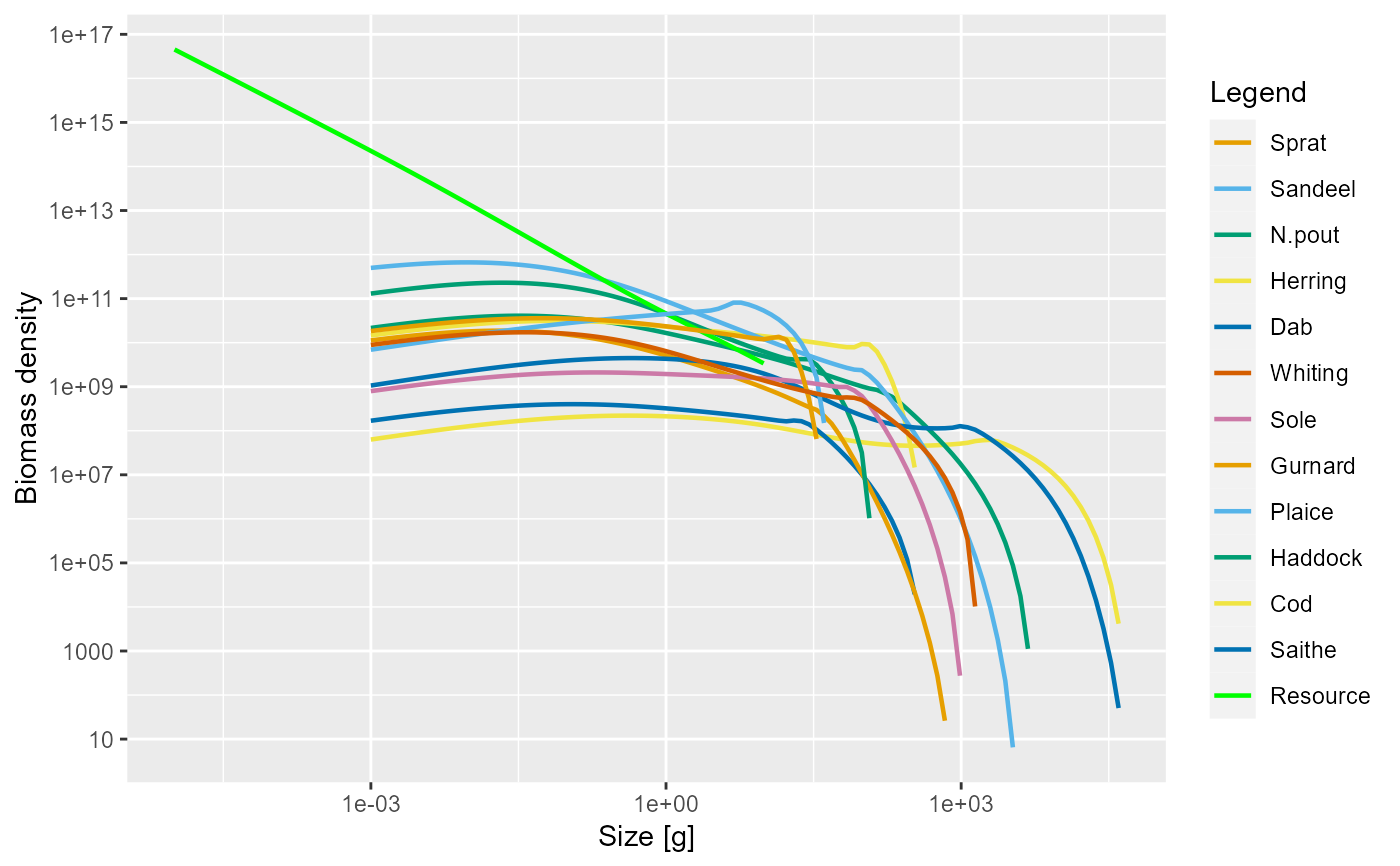 Biomass density
1e+17
1e+15
1e+13
1e+11
1e+09
1e+07
1e+05
1000
10
1e-03
1e+00
1e+03
Size [g]
Legend
Sprat
Sandeel
N.pout
Herring
Dab
Whiting
Sole
Gurnard
Plaice
Haddock
Cod
Saithe
Resource